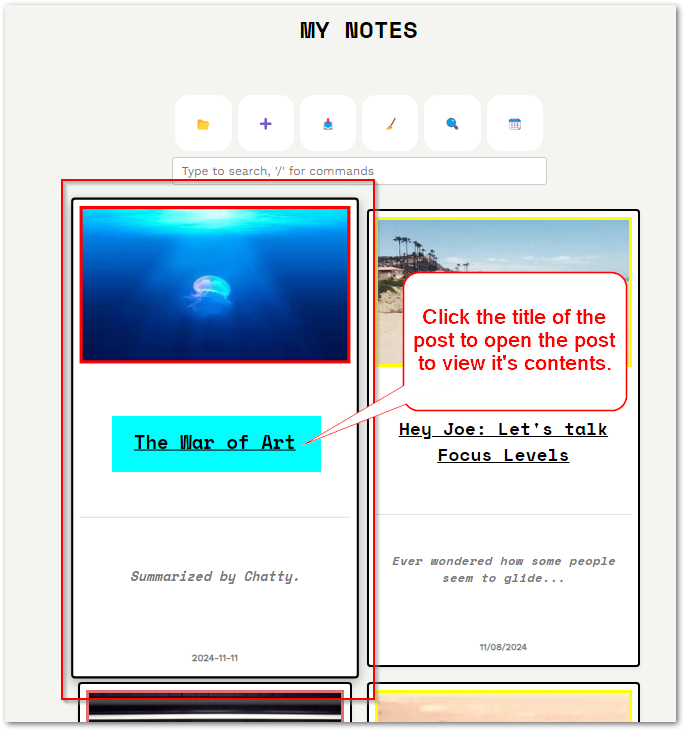 MY NOTES
Type to search, '/' for commands
The War of Art
Summarized by Chatty.
2024-11-11
Click the title of the
post to open the post
to view it's contents.
Hey Joe: Let's talk
Focus Levels
Ever wondered how some people
seem to glide...
11/08/2024